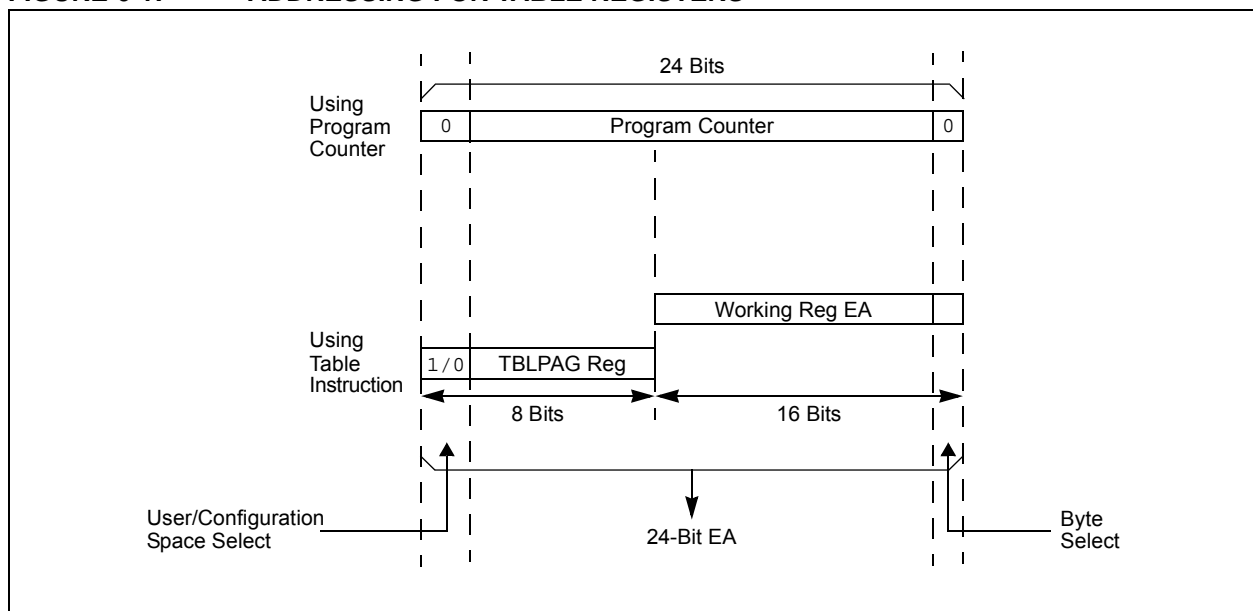 24 Bits
Using
Program
Counter
0
Program Counter
0
Working Reg EA
Using
Table
Instruction
1/0
TBLPAG Reg
8 Bits
16 Bits
User/Configuration
Space Select
24-Bit EA
Byte
Select